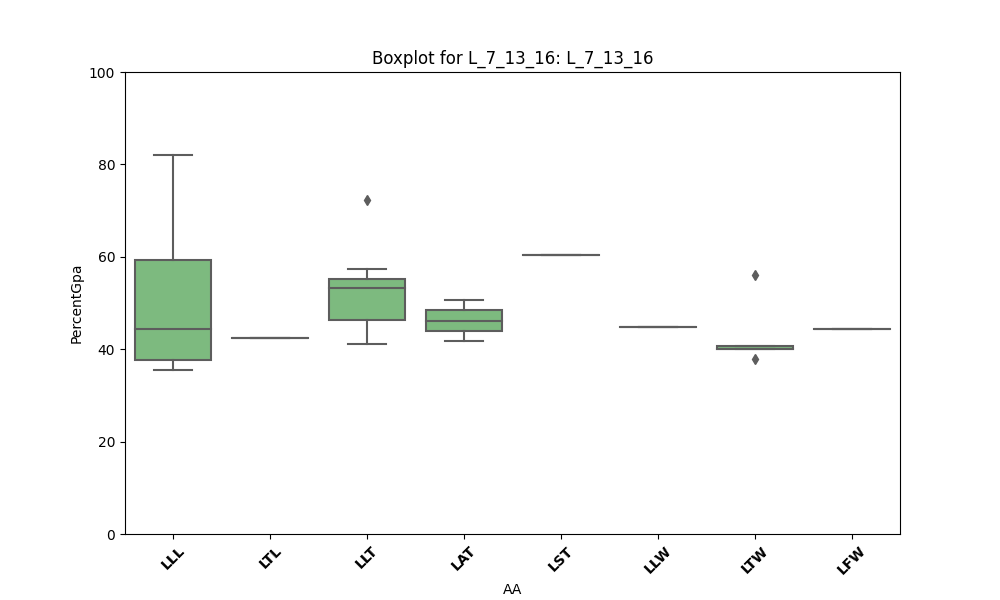 Boxplot for L_7_13_16: L_7_13_16
100
80
60
40
20
0
PercentGpa
LLL
LTL
LLT
LAT
LST
LLW
LTW
LFW
AA